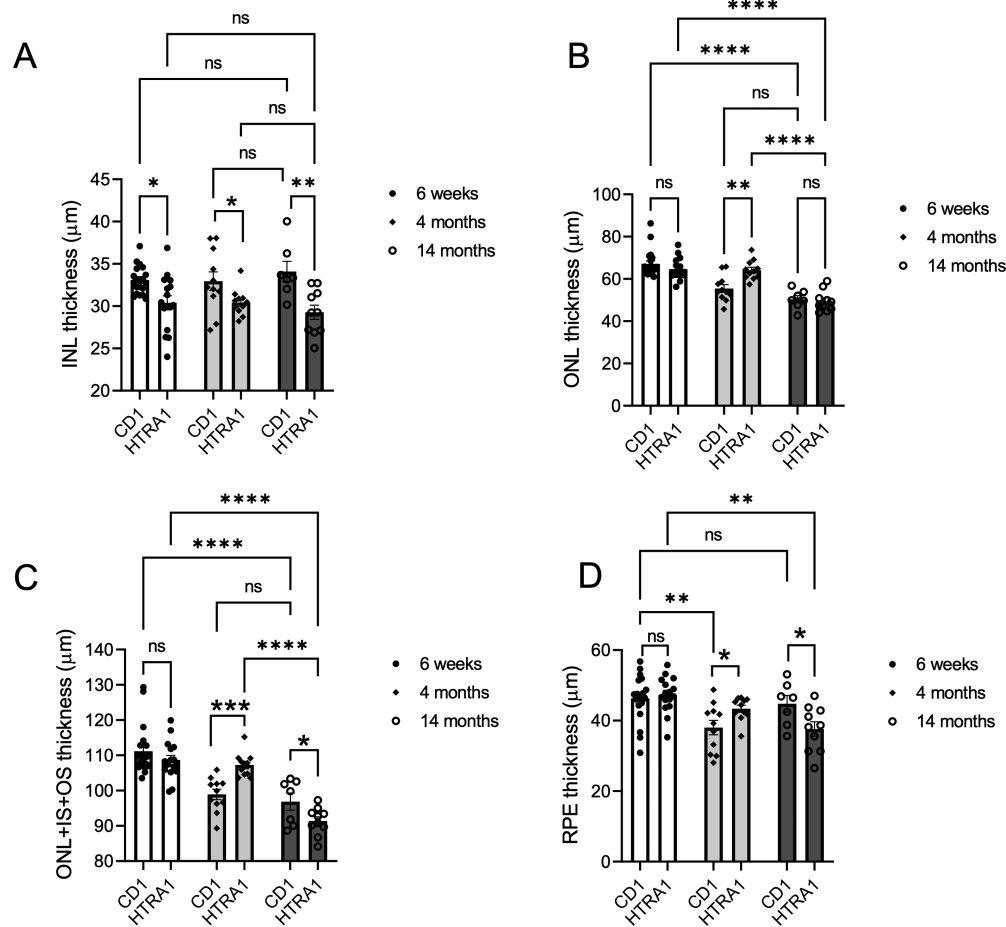 A
ns
ns
ns
ns
*
*
**
INL thickness (μm)
45
40
35
30
25
20
CD1
HTRA1
CD1
HTRA1
CD1
HTRA1
6 weeks
4 months
14 months
B
****
****
ns
****
ns
**
ns
ONL thickness (μm)
100
80
60
40
20
0
CD1
HTRA1
CD1
HTRA1
CD1
HTRA1
6 weeks
4 months
14 months
C
****
****
ns
****
ns
***
*
ONL+IS+OS thickness (μm)
140
130
120
110
100
90
80
CD1
HTRA1
CD1
HTRA1
CD1
HTRA1
6 weeks
4 months
14 months
D
**
ns
**
ns
*
*
RPE thickness (μm)
60
40
20
0
CD1
HTRA1
CD1
HTRA1
CD1
HTRA1
6 weeks
4 months
14 months